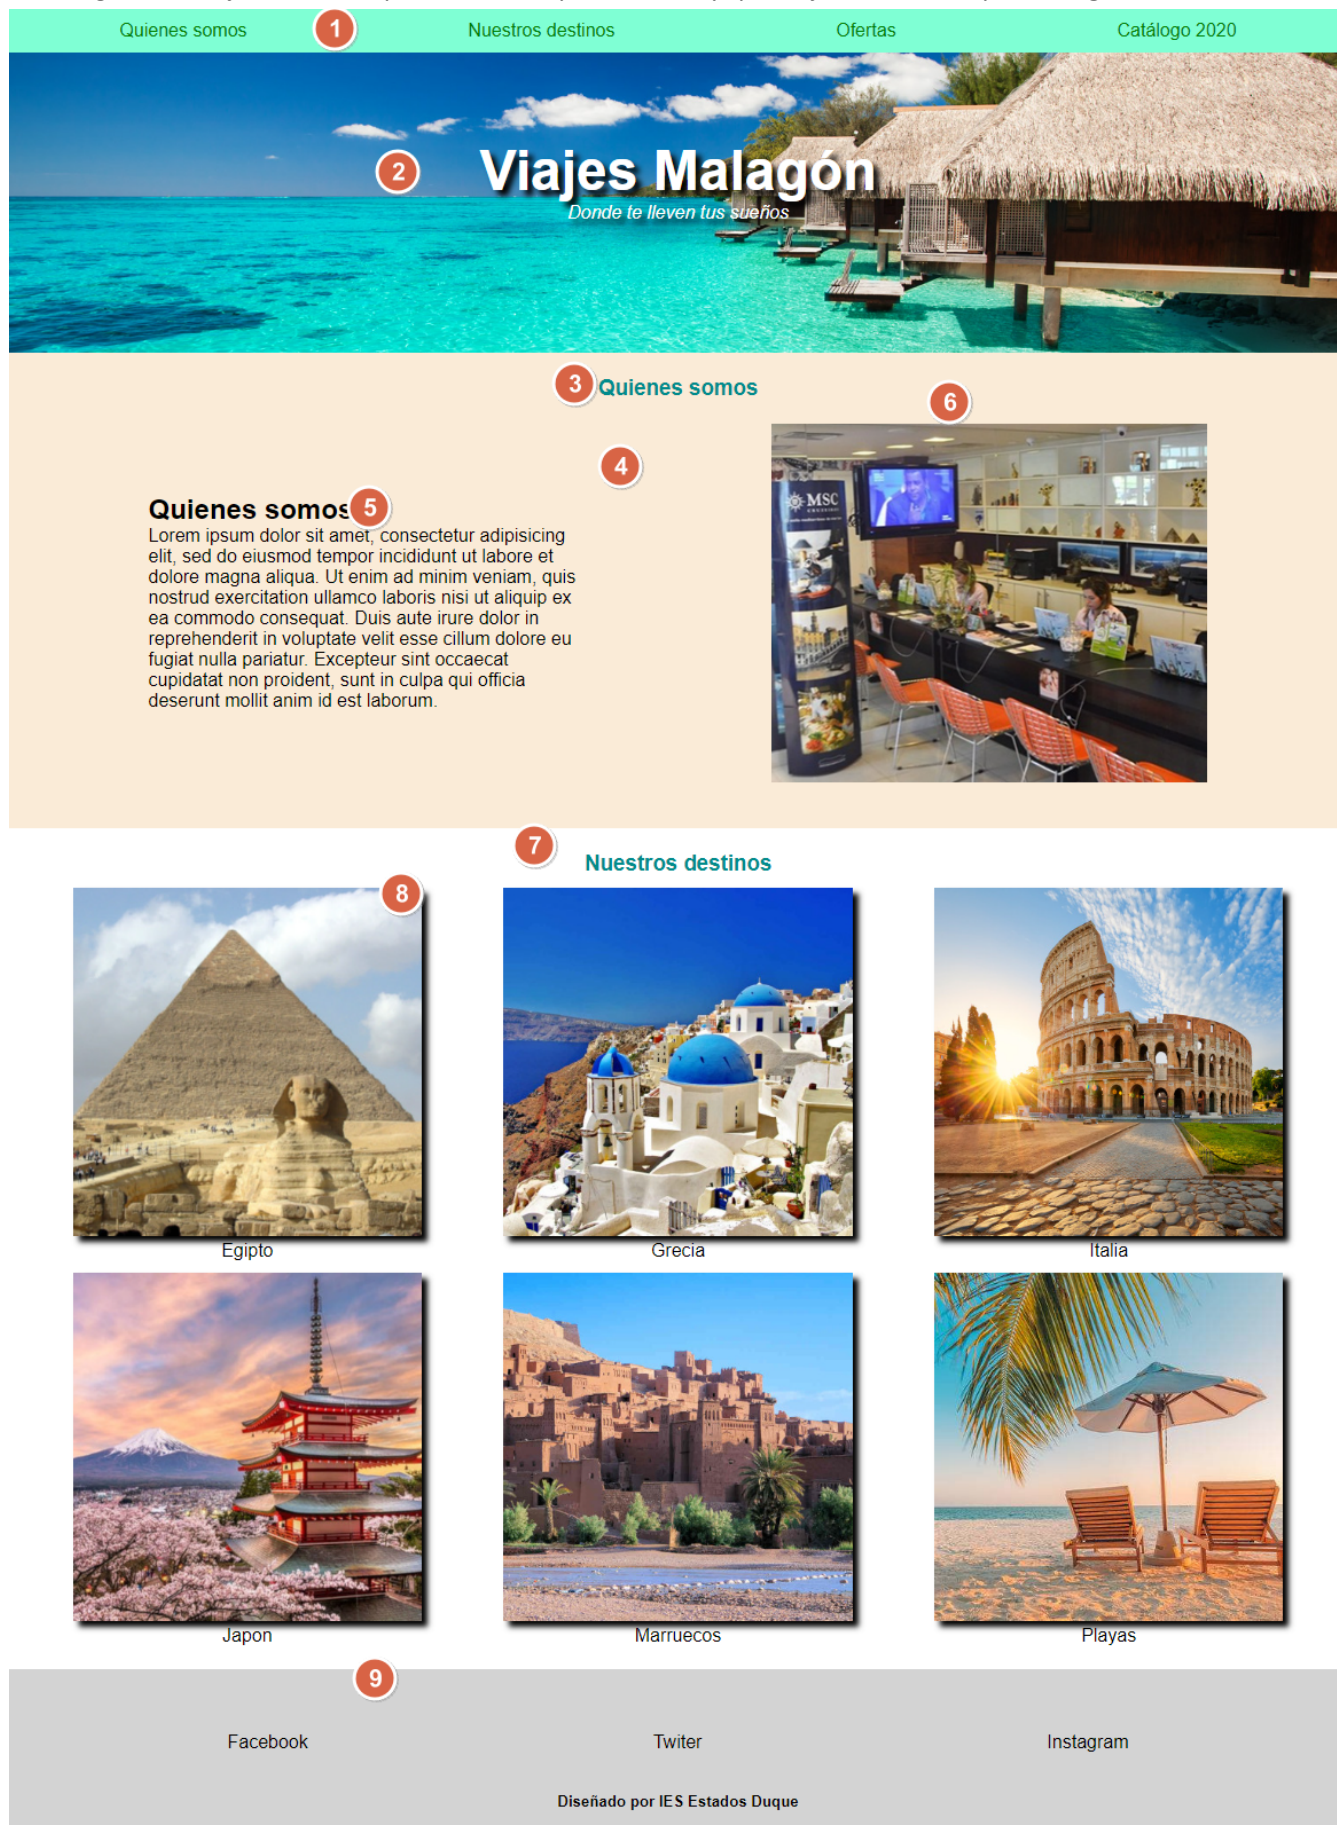 Quienes somos 1 Nuestros destinos Ofertas Catálogo 2020
2 Viajes Malagón
Donde te lleven tus sueños
3 Quienes somos
6
4
MSC
CRUCEROS
Quienes somos 5
Lorem ipsum dolor sit amet, consectetur adipisicing
elit, sed do eiusmod tempor incididunt ut labore et
dolore magna aliqua. Ut enim ad minim veniam, quis
nostrud exercitation ullamco laboris nisi ut aliquip ex
ea commodo consequat. Duis aute irure dolor in
reprehenderit in voluptate velit esse cillum dolore eu
fugiat nulla pariatur. Excepteur sint occaecat
cupidatat non proident, sunt in culpa qui officia
deserunt mollit anim id est laborum.
7
Nuestros destinos
8
Egipto Grecia Italia
Japon Marruecos Playas
9
Facebook Twiter Instagram
Diseñado por IES Estados Duque